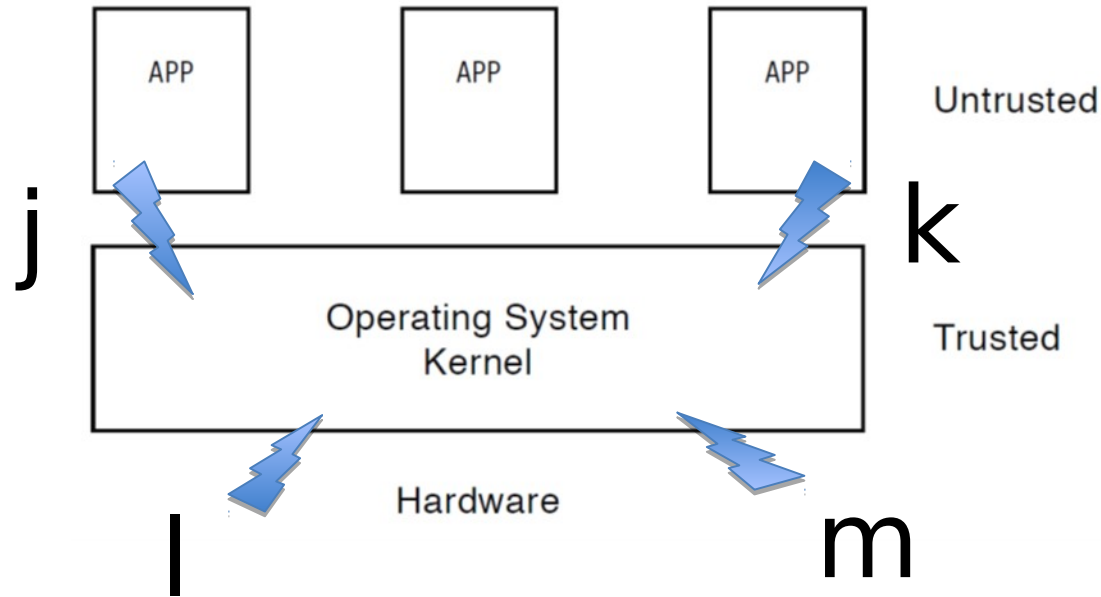 APP
APP
APP
Untrusted
j
k
Operating System
Kernel
Trusted
Hardware
l
m